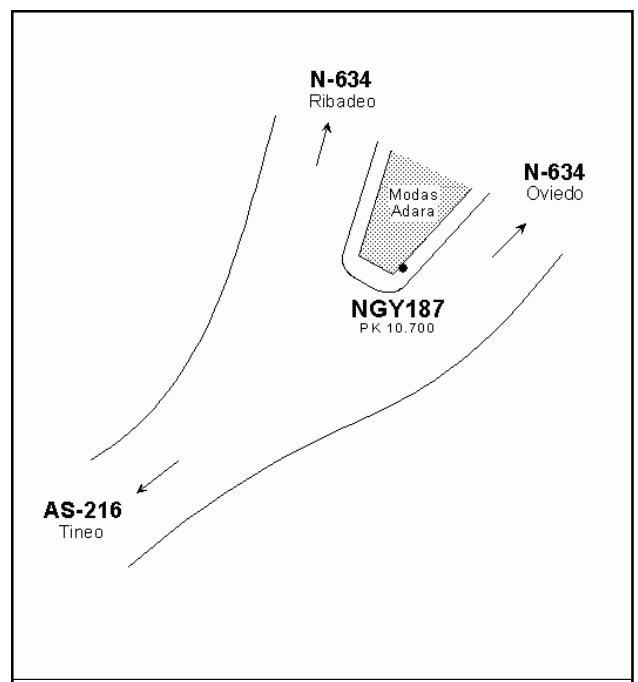 N-634
Ribadeo
N-634
Oviedo
Modas
Adara
NGY187
PK 10.700
AS-216
Tineo